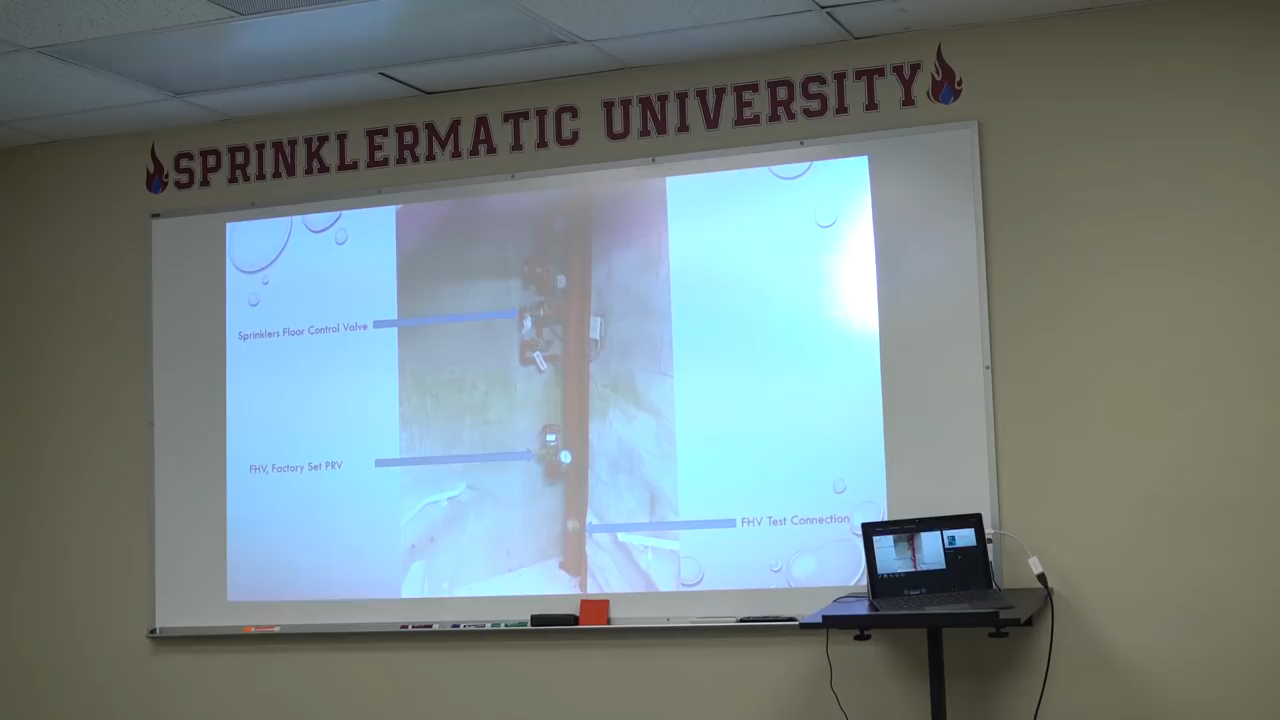 SPRINKLERMATIC UNIVERSITY
Sprinklers Floor Control Valve
FHV, Factory Set PRV
FHV Test Connection